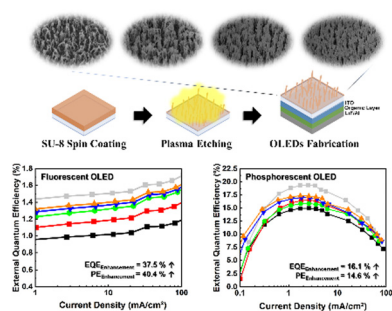 ITO
Organic Layer
LiF/Al
SU-8 Spin Coating
Plasma Etching
OLEDs Fabrication
External Quantum Efficiency (%)
1.8
1.6
1.4
1.2
1.0
0.8
0.6
0.4
Fluorescent OLED
EQE Enhancement = 37.5 % ↑
PE Enhancement = 40.4 % ↑
1
10
100
Current Density (mA/cm²)
External Quantum Efficiency (%)
22.5
20.0
17.5
15.0
12.5
10.0
7.5
5.0
2.5
0.0
Phosphorescent OLED
EQE Enhancement = 16.1 % ↑
PE Enhancement = 14.6 % ↑
0.1
1
10
100
Current Density (mA/cm²)